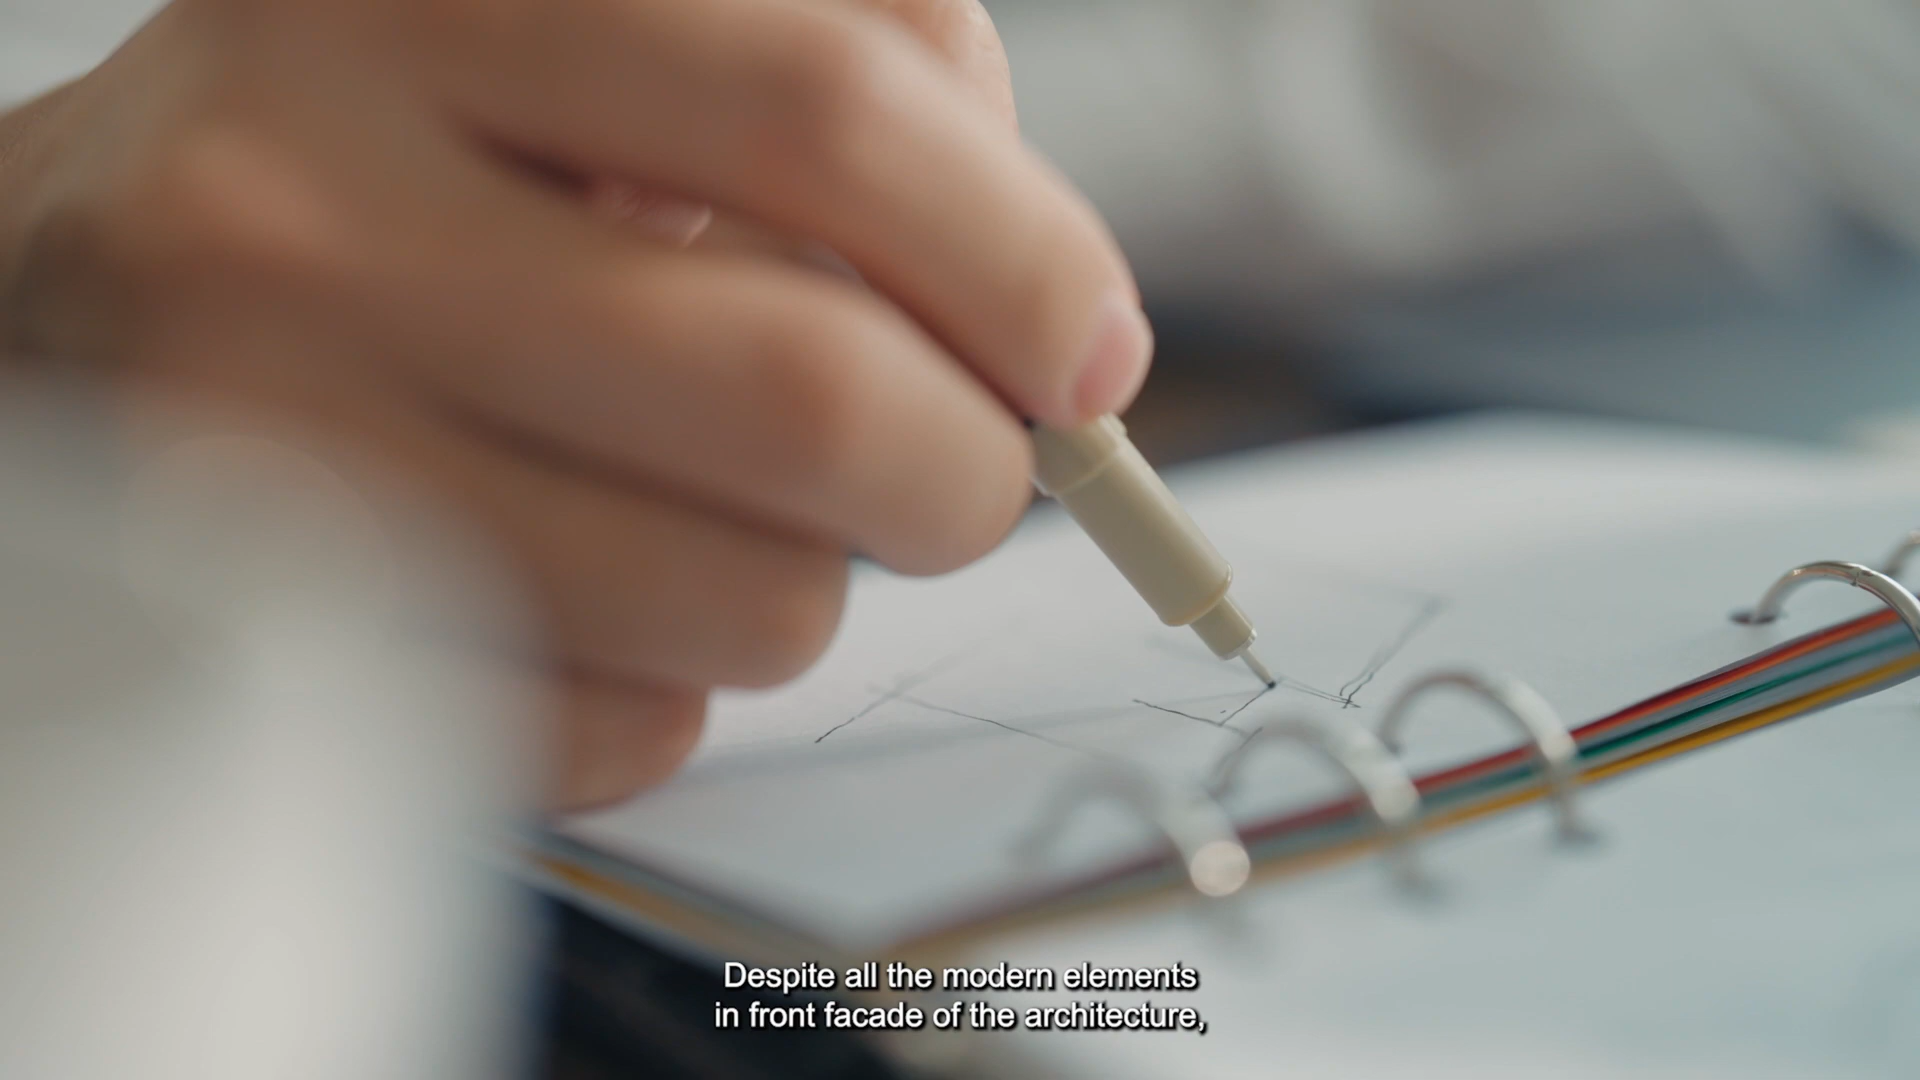 Despite all the modern elements
in front facade of the architecture,